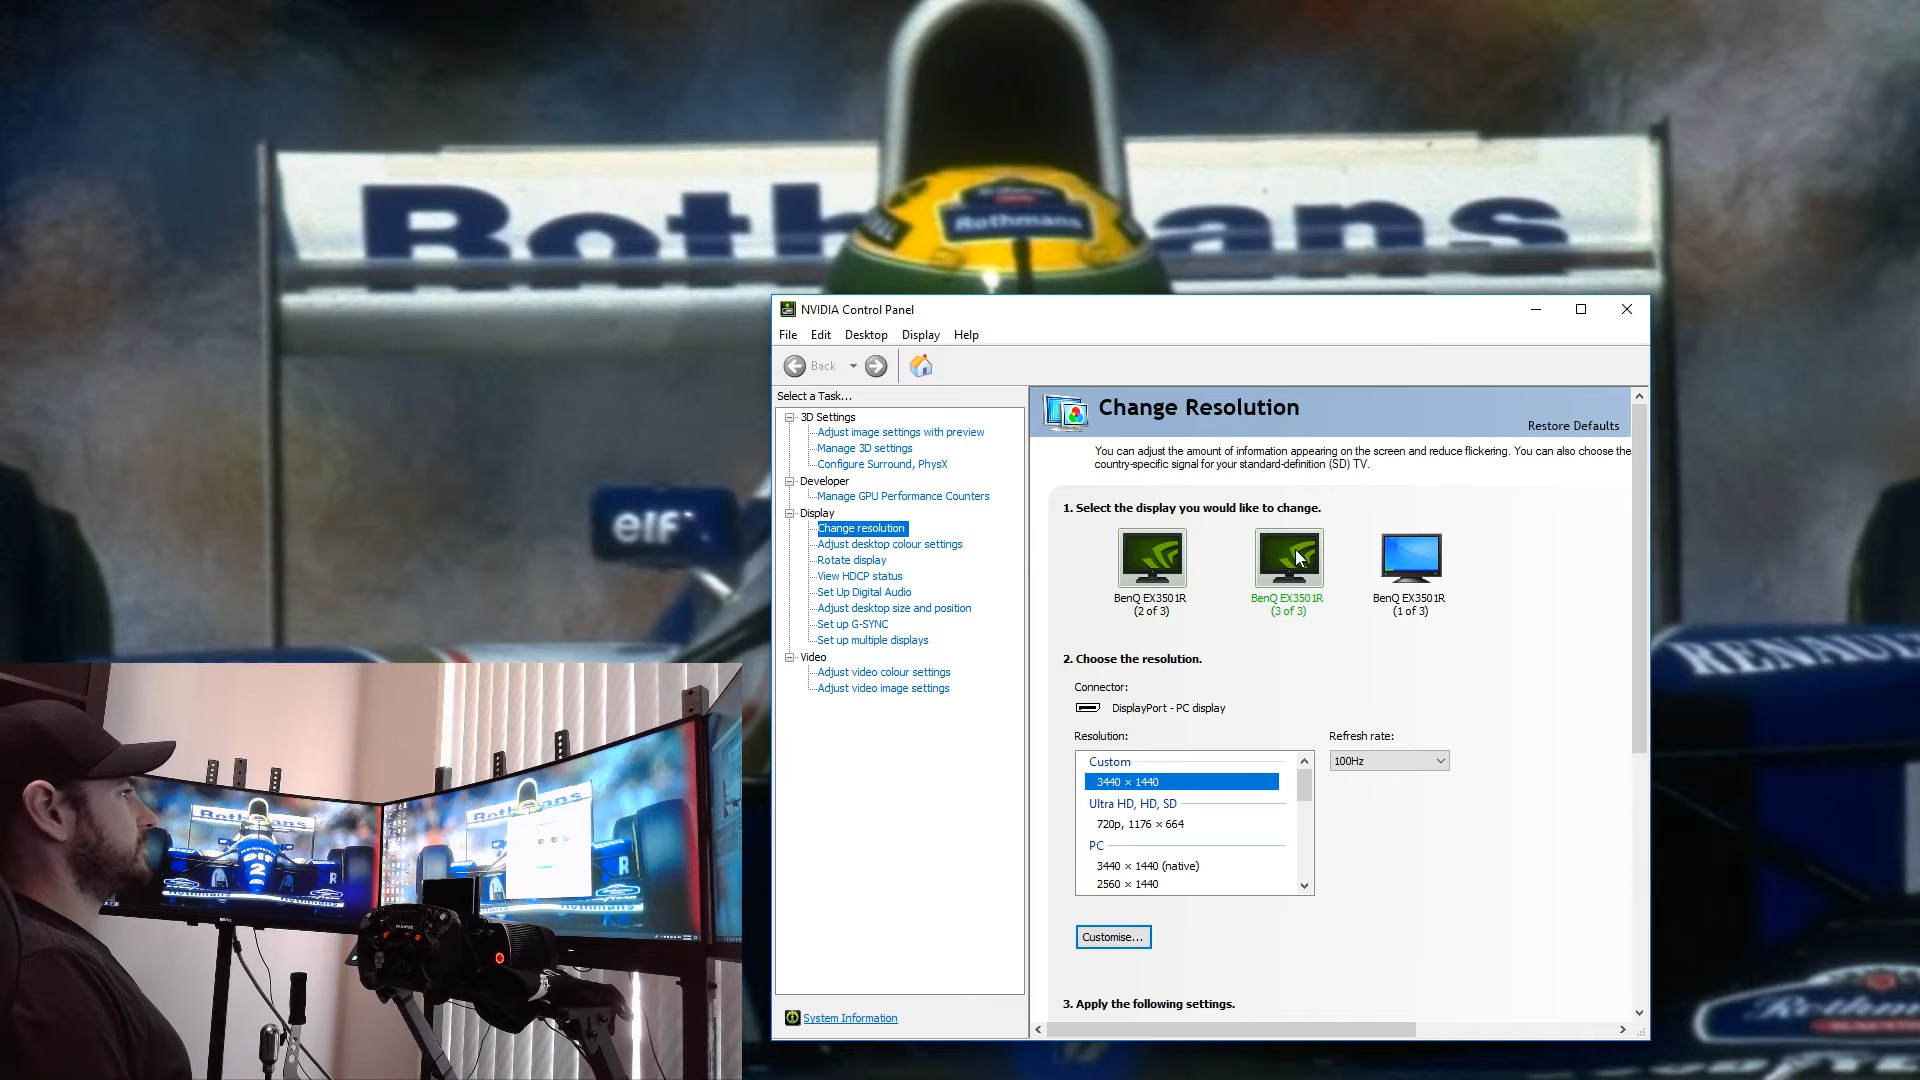 Rothmans
Rothmans
elf
RENAULT
NVIDIA Control Panel
File Edit Desktop Display Help
Back
Select a Task...
3D Settings
Adjust image settings with preview
Manage 3D settings
Configure Surround, PhysX
Developer
Manage GPU Performance Counters
Display
Change resolution
Adjust desktop colour settings
Rotate display
View HDCP status
Set Up Digital Audio
Adjust desktop size and position
Set up G-SYNC
Set up multiple displays
Video
Adjust video colour settings
Adjust video image settings
System Information
Change Resolution
Restore Defaults
You can adjust the amount of information appearing on the screen and reduce flickering. You can also choose the
country-specific signal for your standard-definition (SD) TV.
1. Select the display you would like to change.
BenQ EX3501R
(2 of 3)
BenQ EX3501R
(3 of 3)
BenQ EX3501R
(1 of 3)
2. Choose the resolution.
Connector:
DisplayPort - PC display
Resolution:
Refresh rate:
100Hz
Custom
3440 × 1440
Ultra HD, HD, SD
720p, 1176 × 664
PC
3440 × 1440 (native)
2560 × 1440
Customise...
3. Apply the following settings.
Rothmans
elf
2
Rothmans